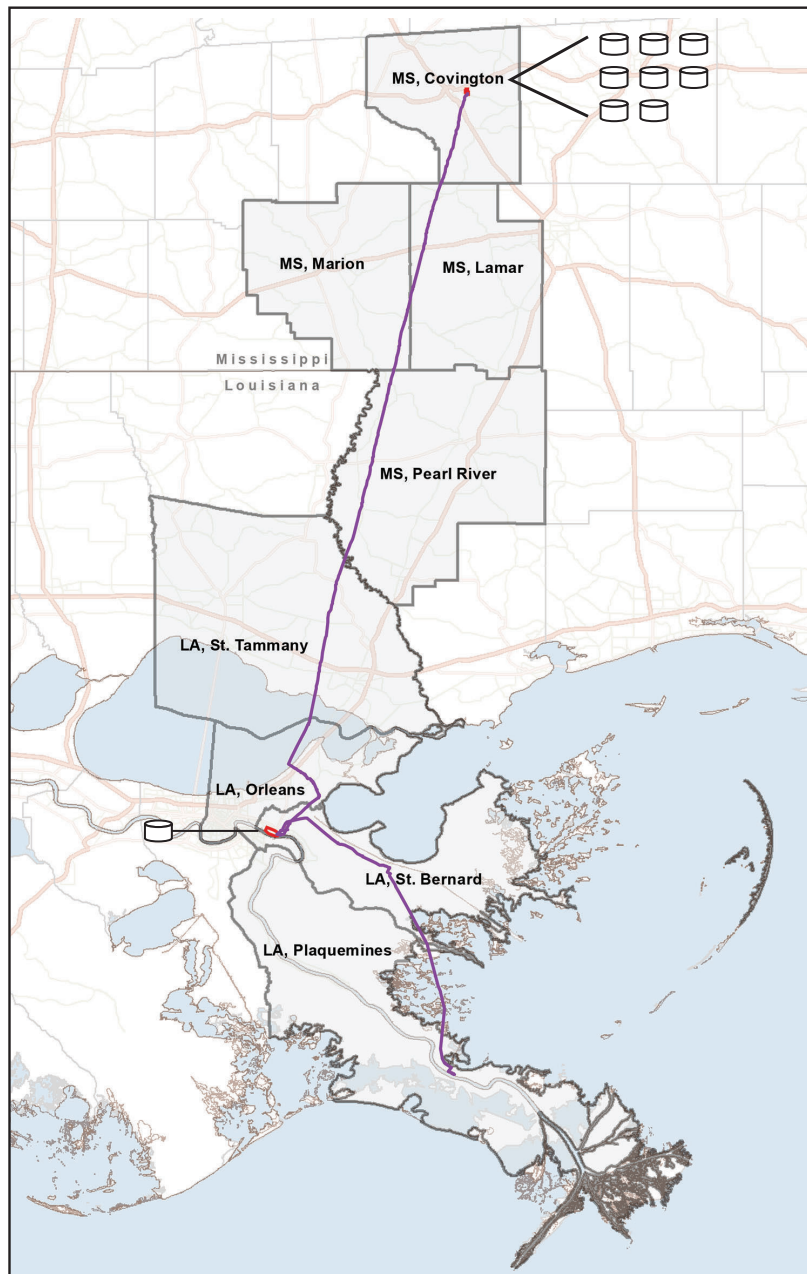 MS, Covington
MS, Marion
MS, Lamar
Mississippi
Louisiana
MS, Pearl River
LA, St. Tammany
LA, Orleans
LA, St. Bernard
LA, Plaquemines